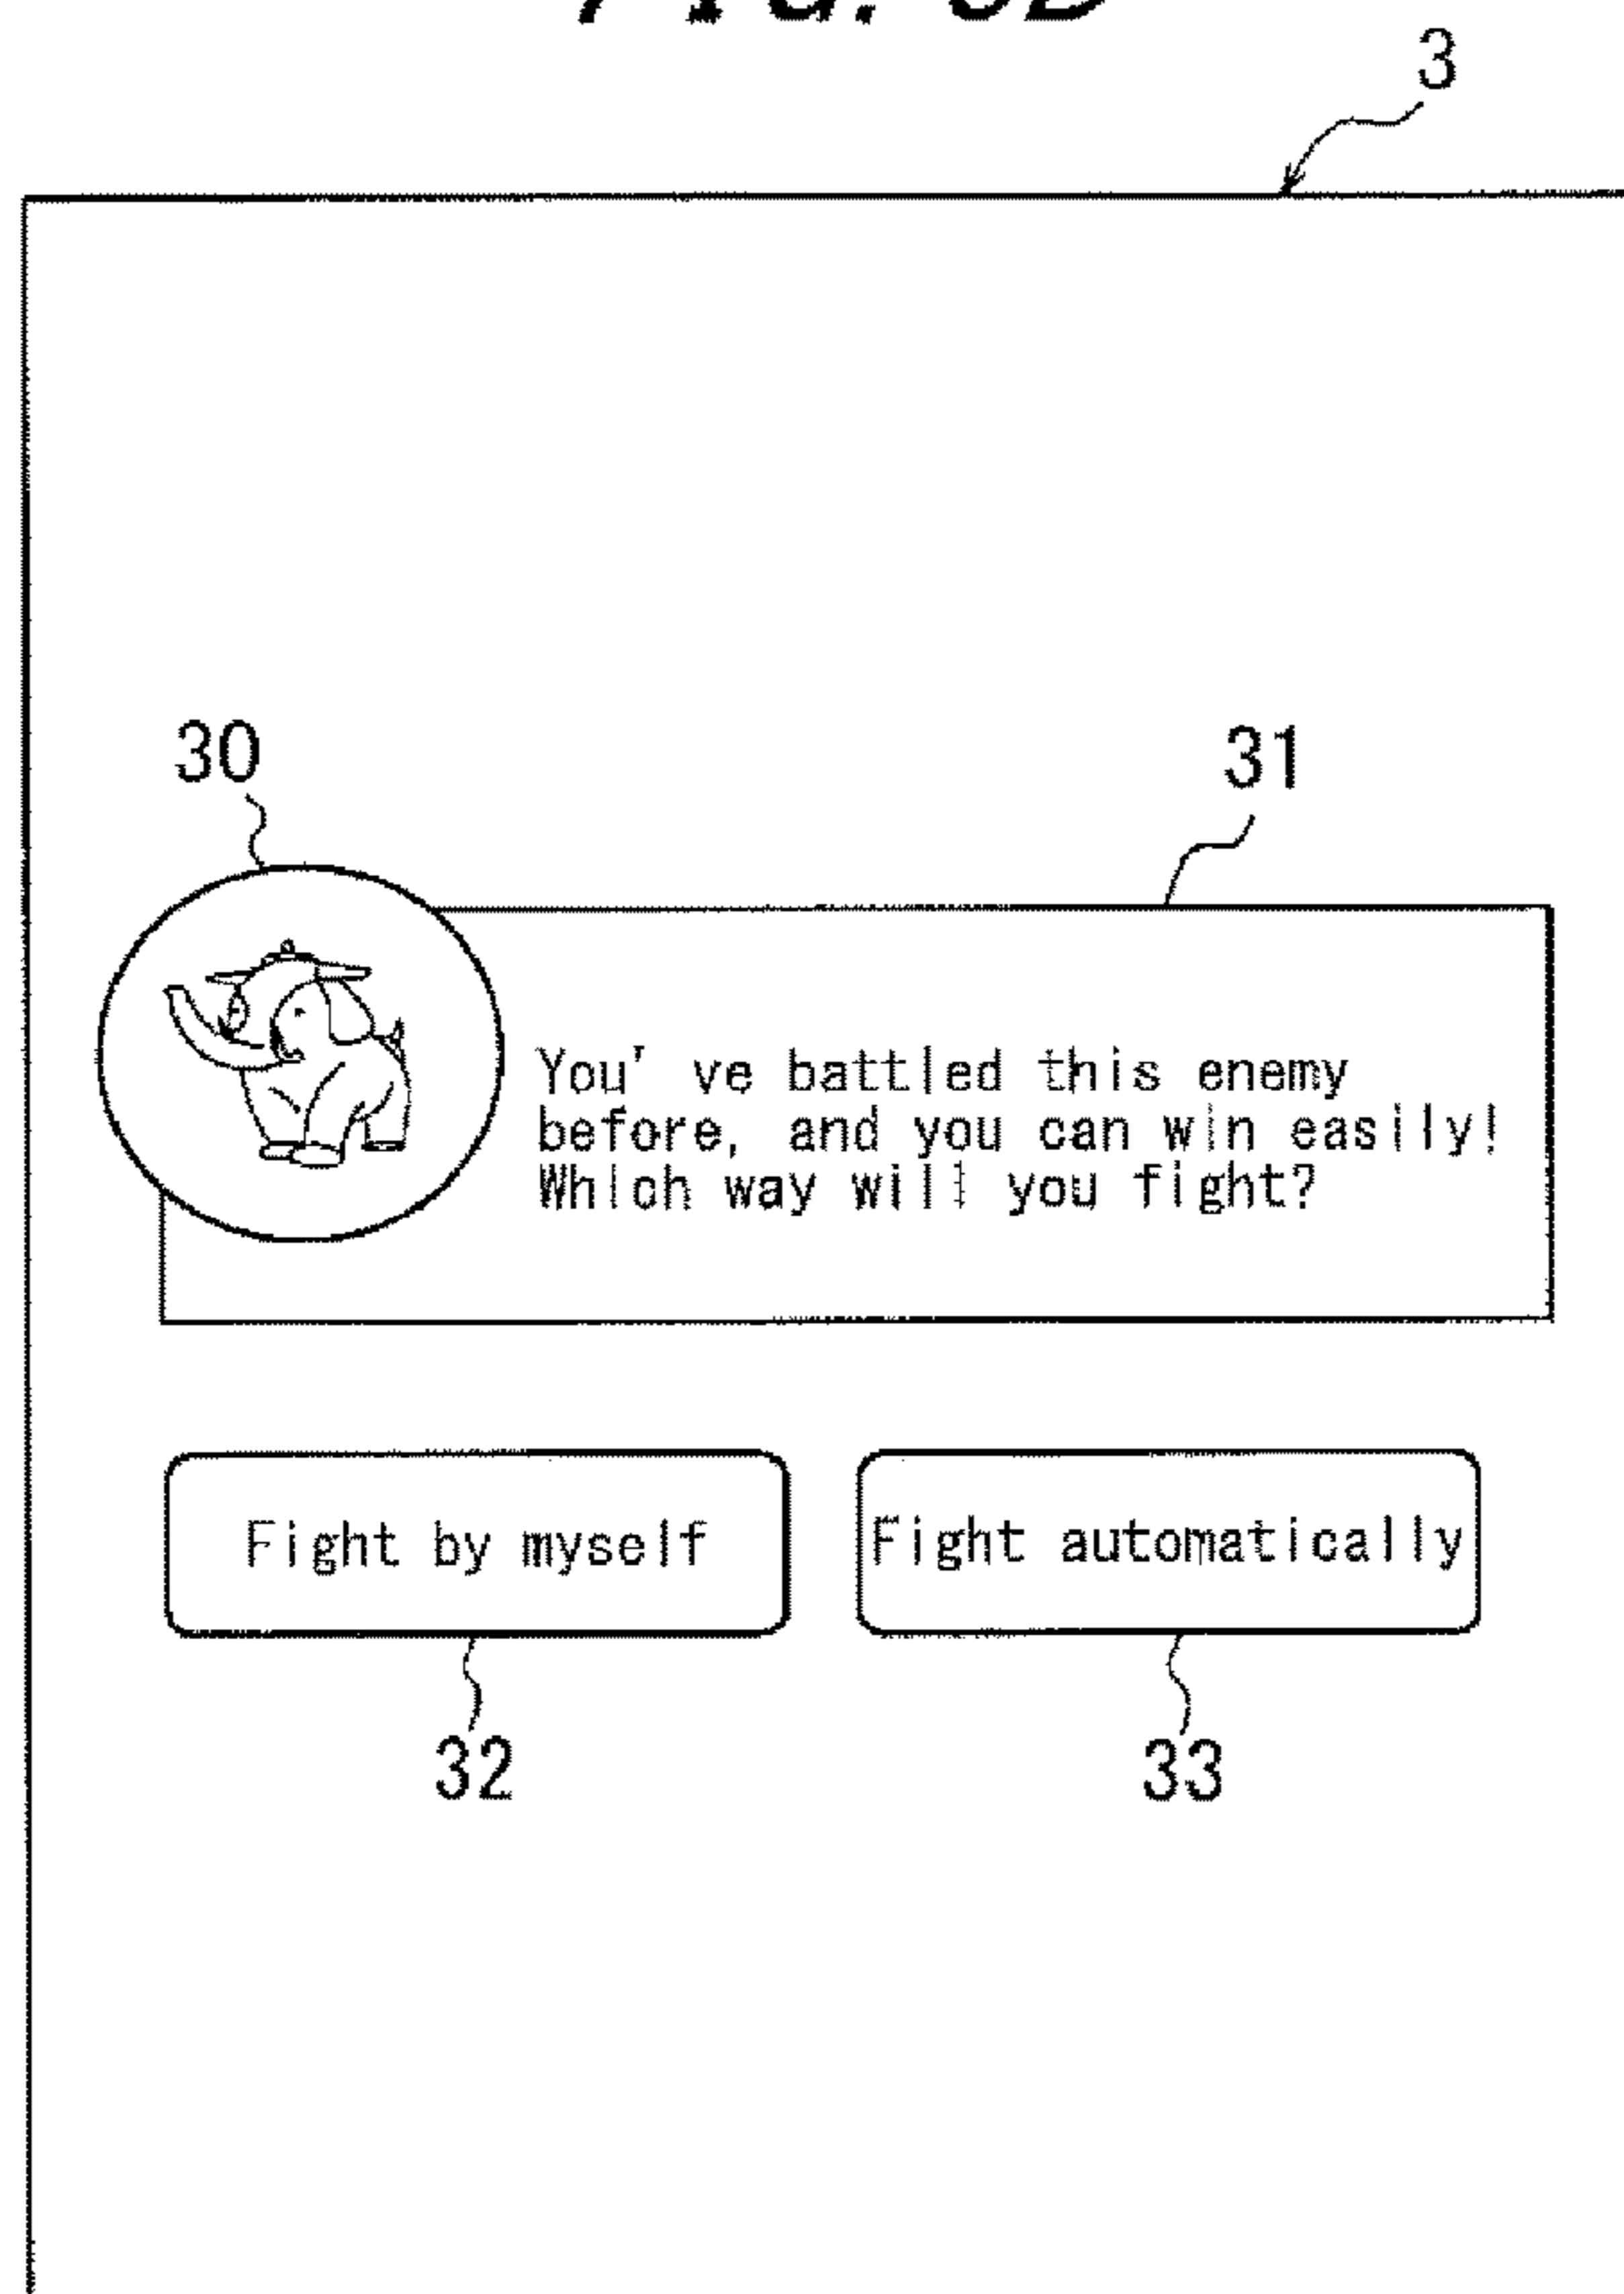 FIG.
3
30
31
You've battled this enemy
before, and you can win easily!
Which way will you fight?
Fight by myself
Fight automatically
32
33